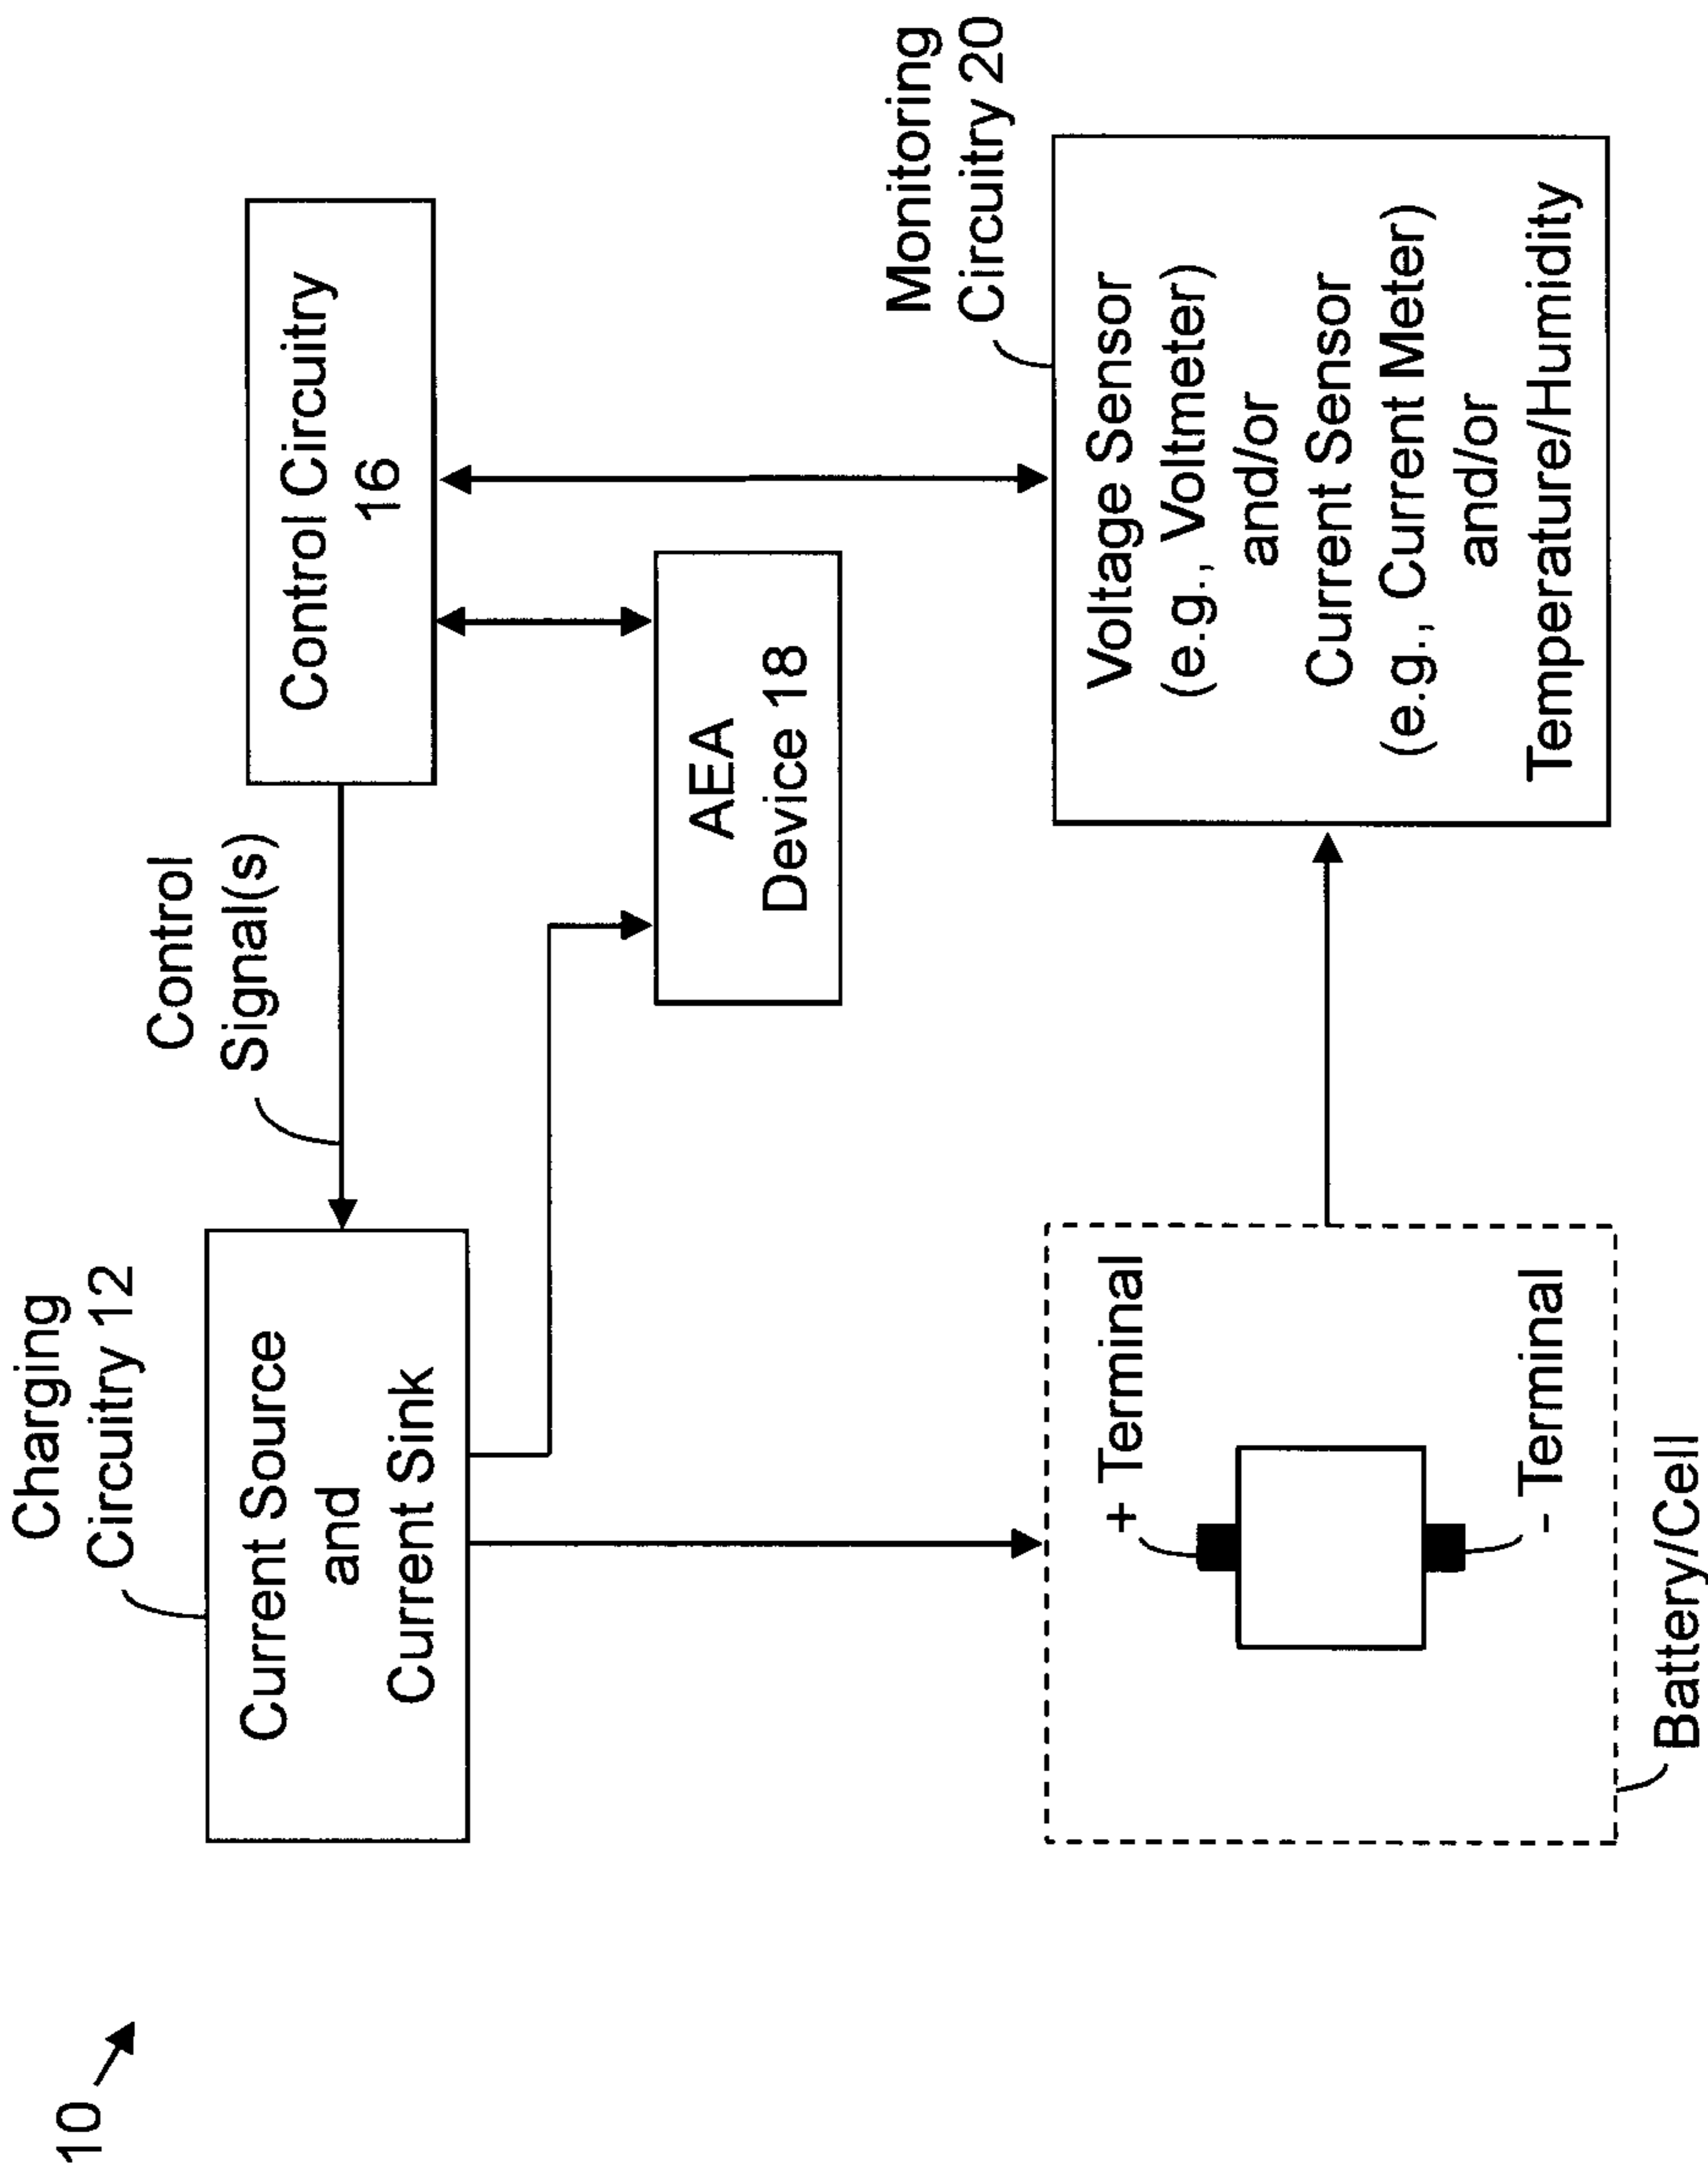 10
Charging
Circuitry 12
Current Source
and
Current Sink
Control
Signal(s)
Control Circuitry
16
AEA
Device 18
+ Terminal
- Terminal
Battery/Cell
Monitoring
Circuitry 20
Voltage Sensor
(e.g., Voltmeter)
and/or
Current Sensor
(e.g., Current Meter)
and/or
Temperature/Humidity